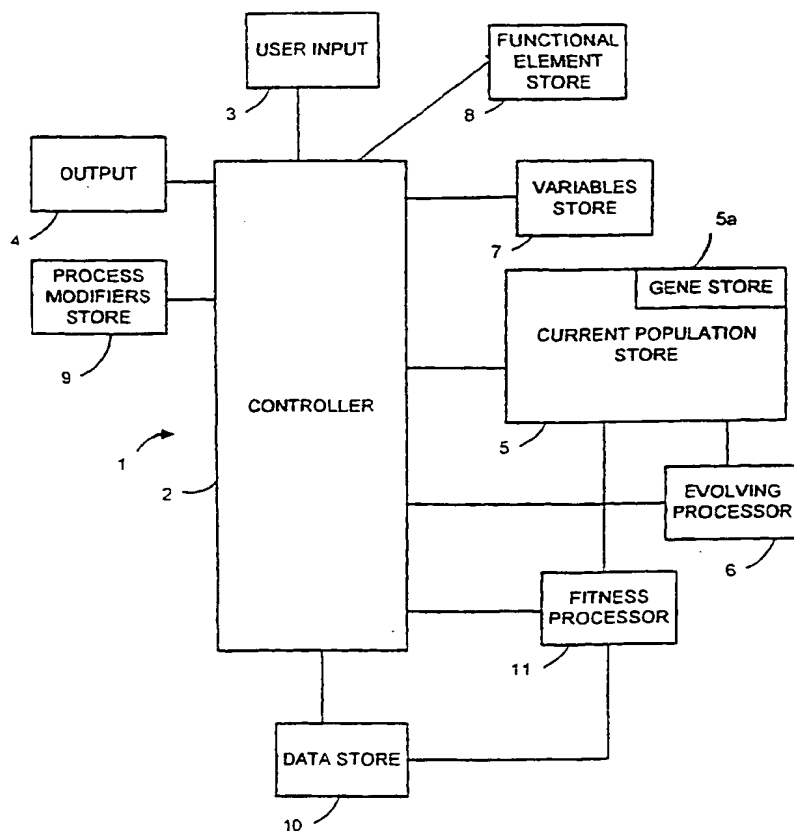 USER INPUT
3
FUNCTIONAL
ELEMENT
STORE
8
OUTPUT
4
VARIABLES
STORE
7
5a
PROCESS
MODIFIERS
STORE
9
GENE STORE
CURRENT POPULATION
STORE
5
CONTROLLER
1
2
EVOLVING
PROCESSOR
6
FITNESS
PROCESSOR
11
DATA STORE
10